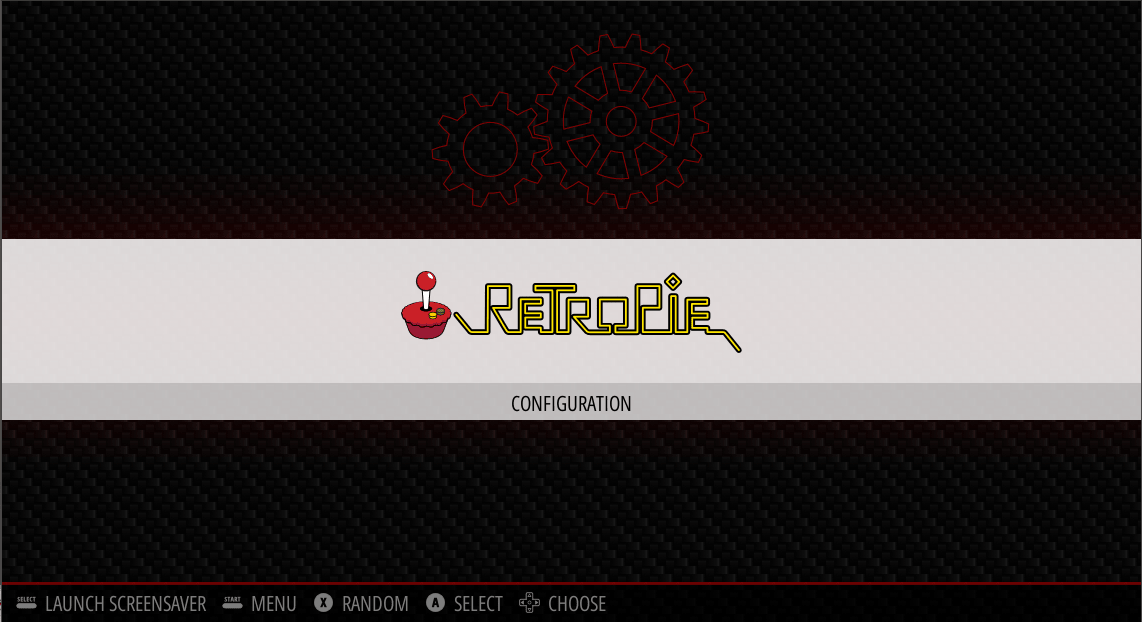 RETROPIE
CONFIGURATION
SELECT LAUNCH SCREENSAVER START MENU X RANDOM A SELECT CHOOSE